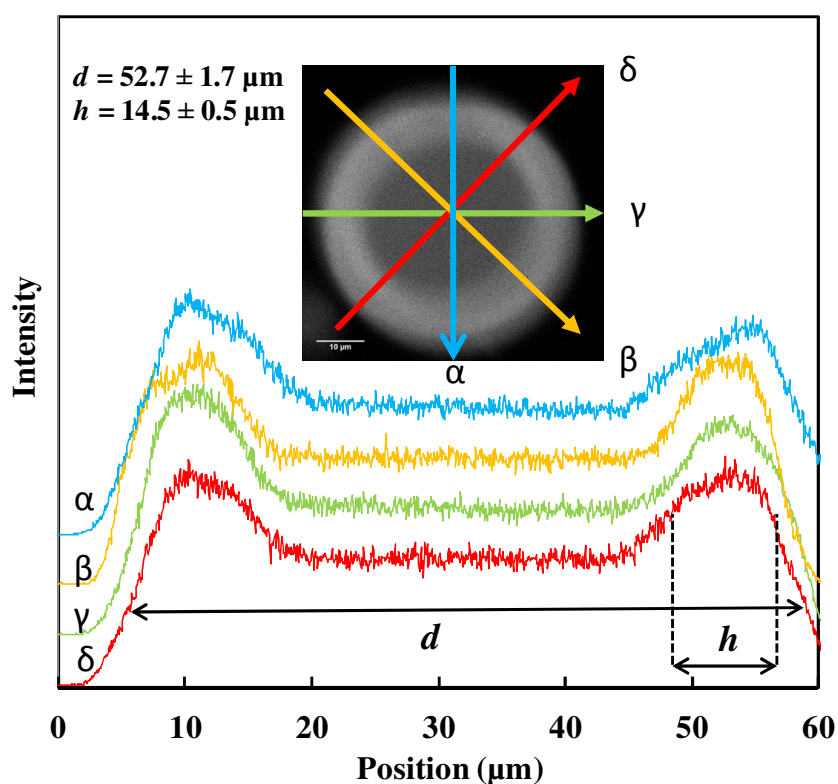 d = 52.7 ± 1.7 µm
h = 14.5 ± 0.5 µm
δ
γ
10 µm
α
β
Intensity
α
β
γ
δ
d
h
0 10 20 30 40 50 60
Position (µm)